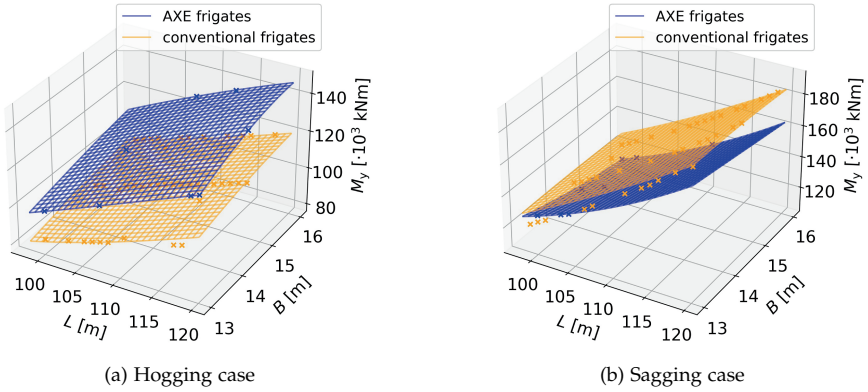 AXE frigates
conventional frigates
140
120
100
80
M_y [·10^3 kNm]
100
105
110
115
120
L [m]
13
14
15
16
B [m]
(a) Hogging case
AXE frigates
conventional frigates
180
160
140
120
M_y [·10^3 kNm]
100
105
110
115
120
L [m]
13
14
15
16
B [m]
(b) Sagging case